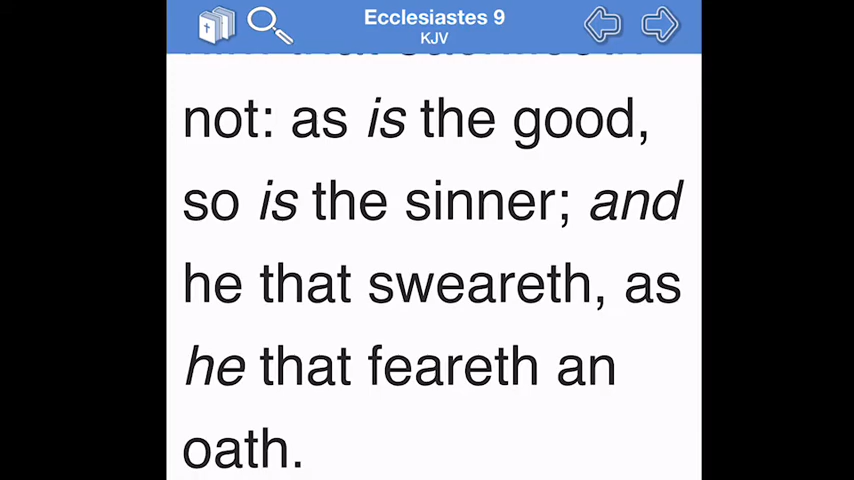 Ecclesiastes 9
KJV
not: as is the good,
so is the sinner; and
he that sweareth, as
he that feareth an
oath.